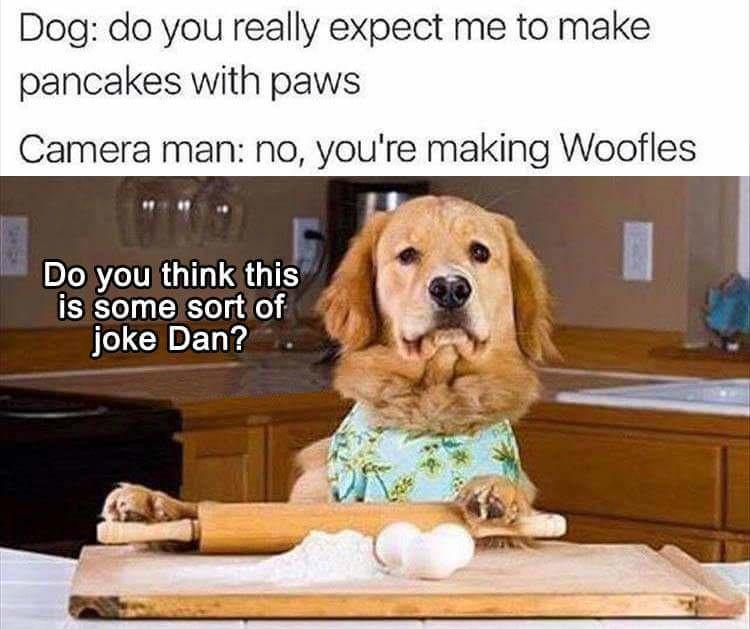 Dog: do you really expect me to make
pancakes with paws
Camera man: no, you're making Woofles
Do you think this
is some sort of
joke Dan?